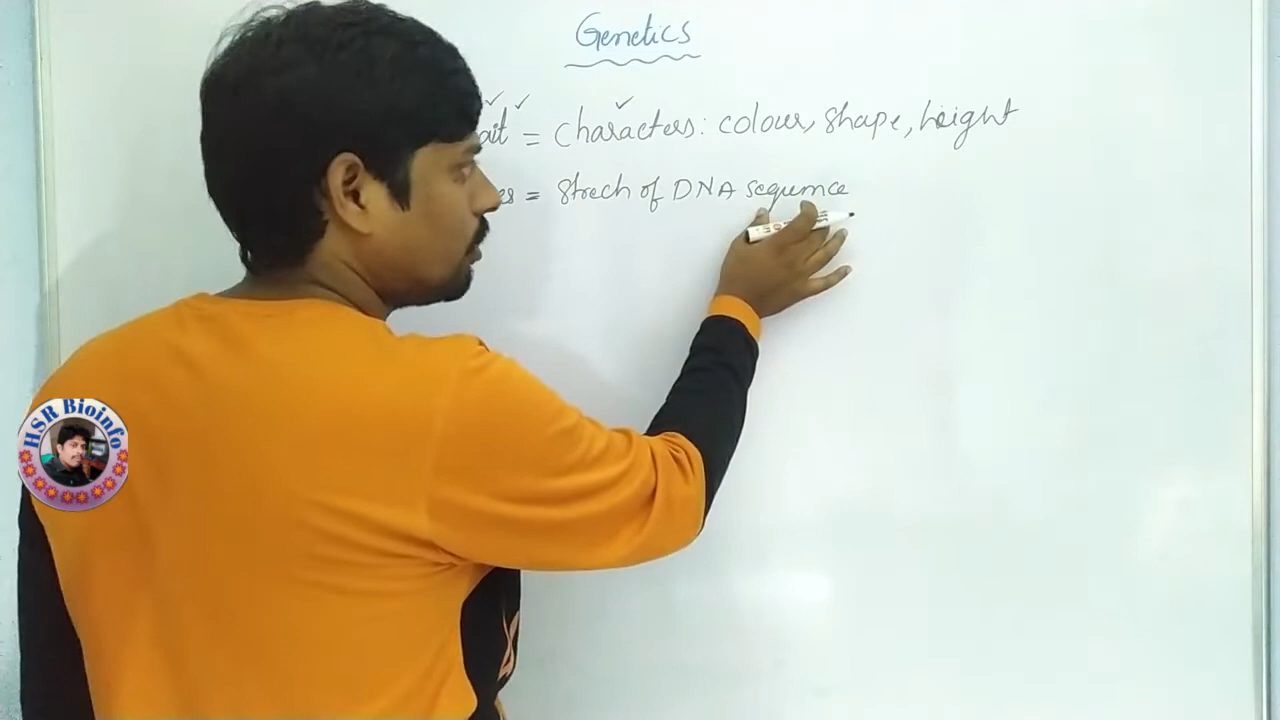 Genetics
ait = characters: colour, shape, height
es = Strech of DNA sequence
HSR Bioinfo